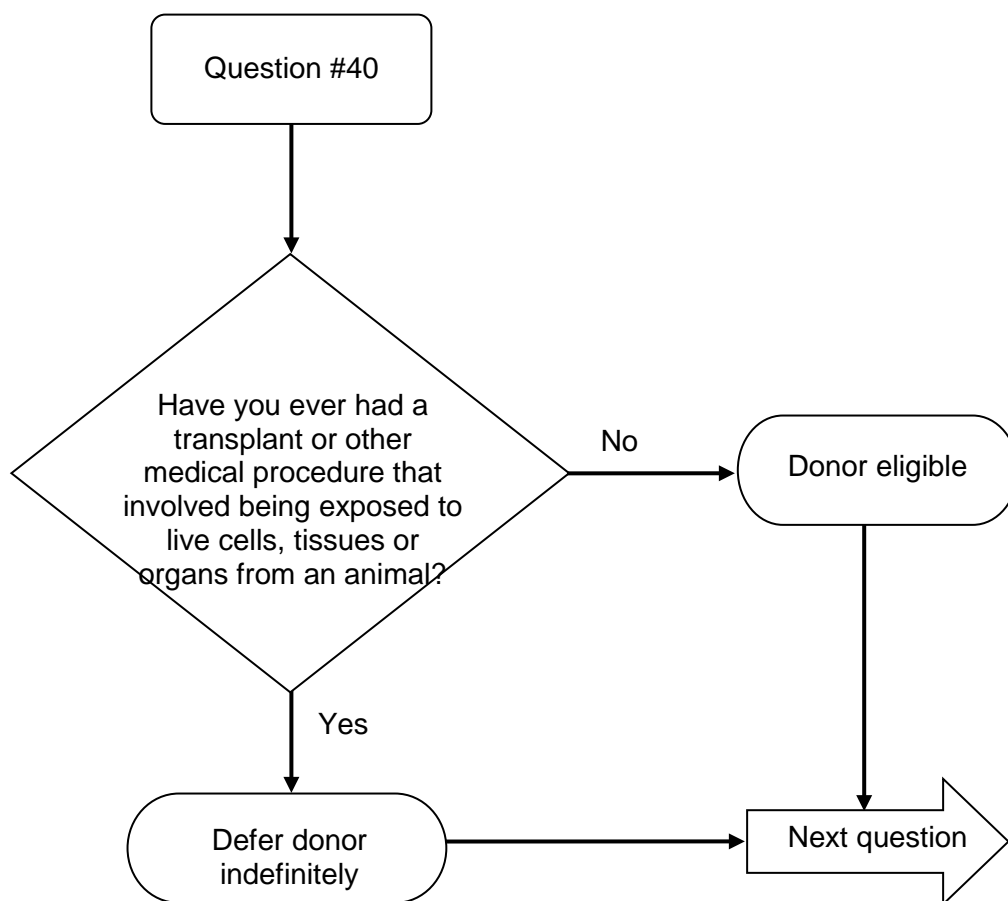 Question #40
Have you ever had a
transplant or other
medical procedure that
involved being exposed to
live cells, tissues or
organs from an animal?
No
Donor eligible
Yes
Defer donor
indefinitely
Next question